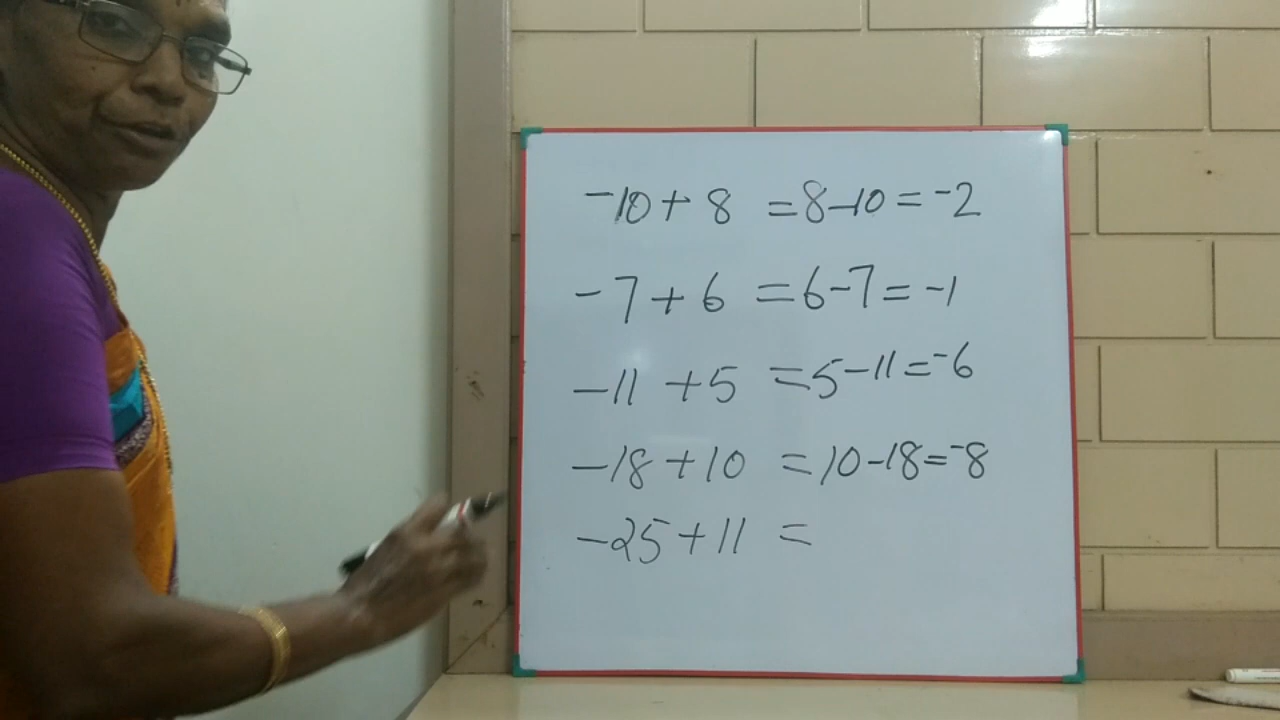 -10 + 8 = 8-10 = -2
-7 + 6 = 6-7 = -1
-11 + 5 = 5-11 = -6
-18 + 10 = 10-18 = -8
-25 + 11 =